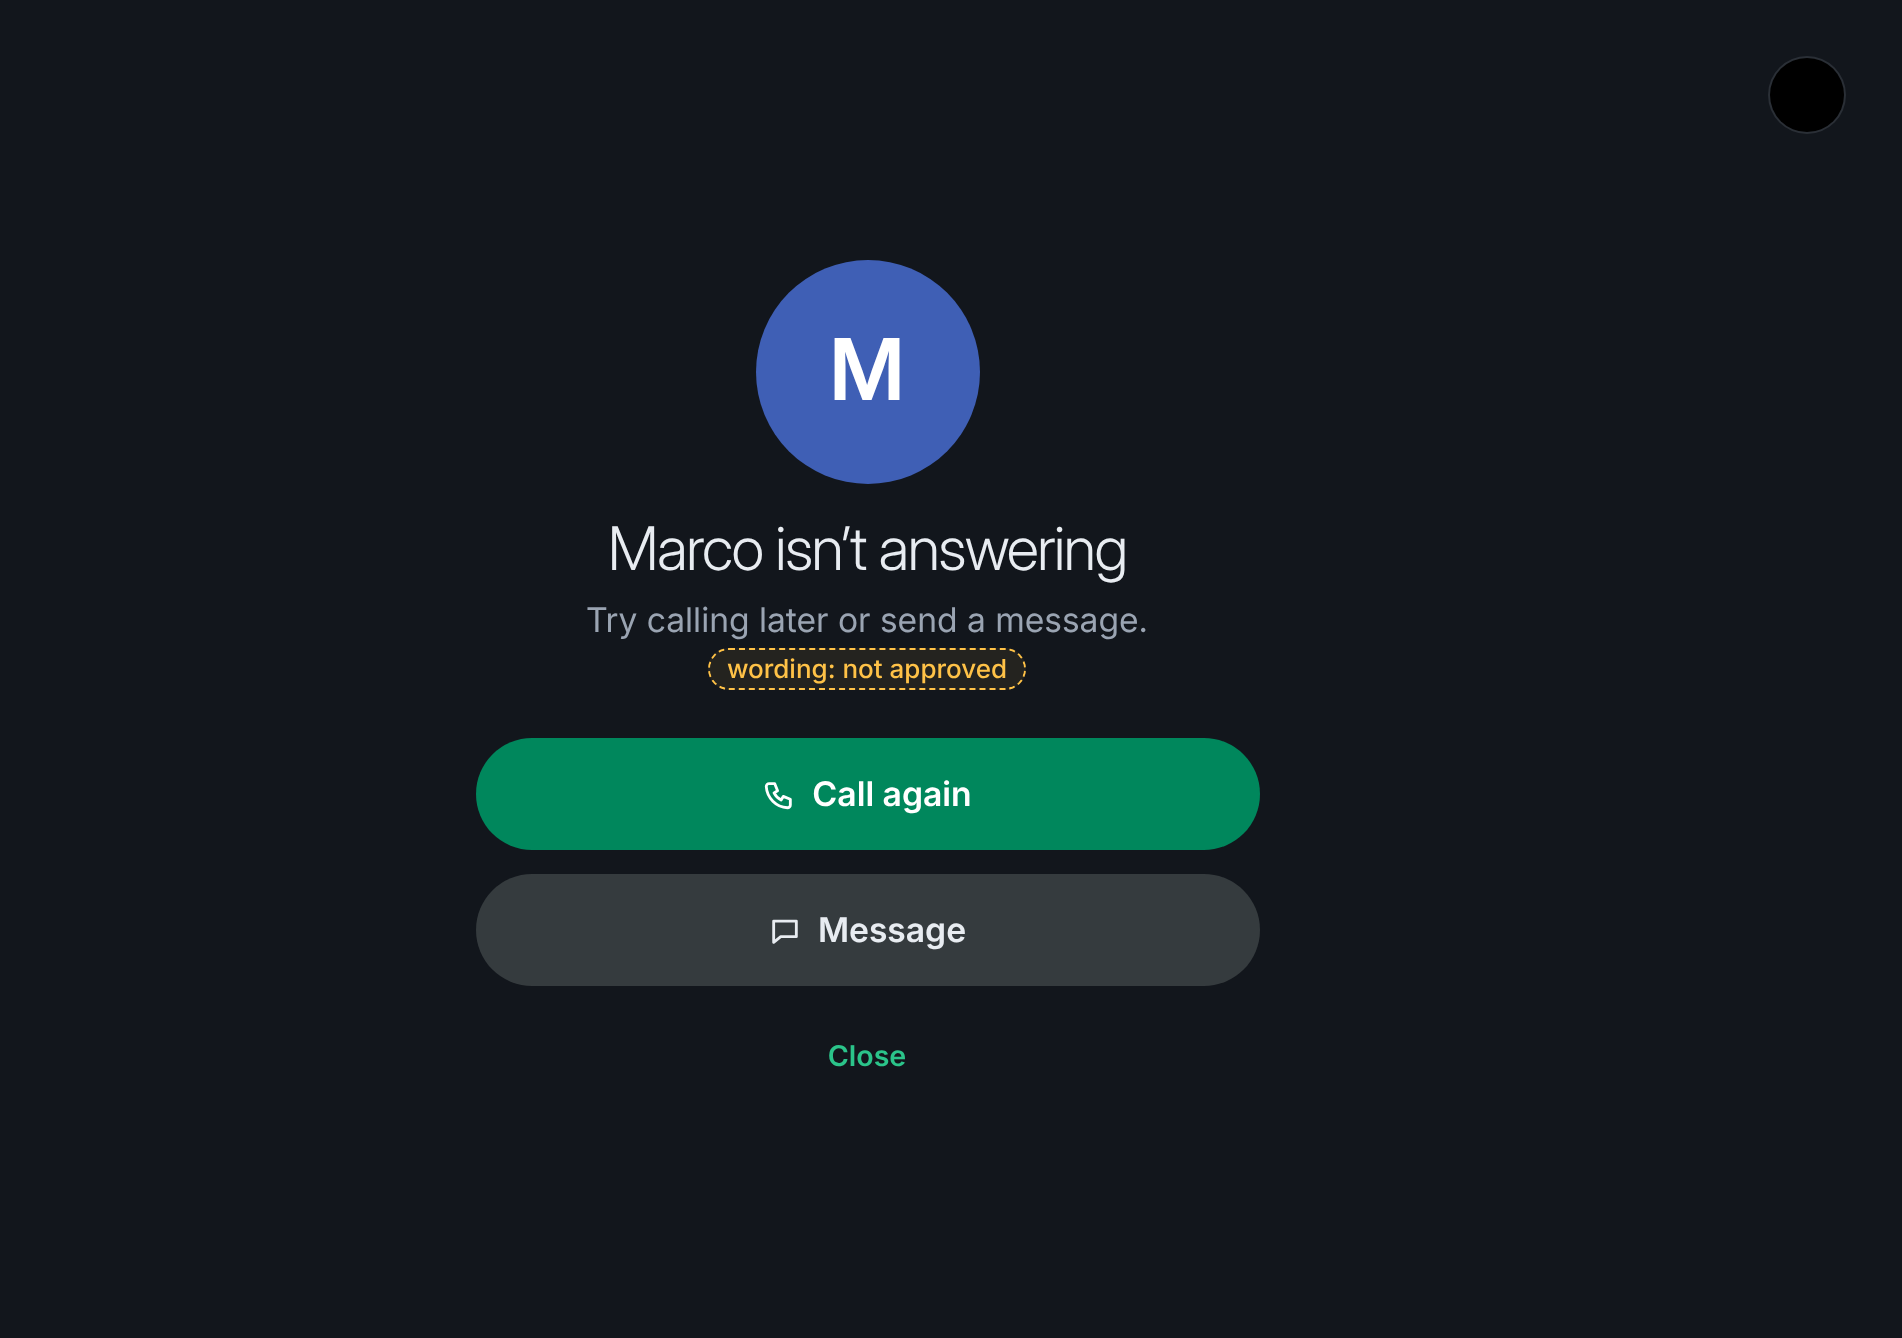 M
Marco isn’t answering
Try calling later or send a message.
wording: not approved
Call again
Message
Close